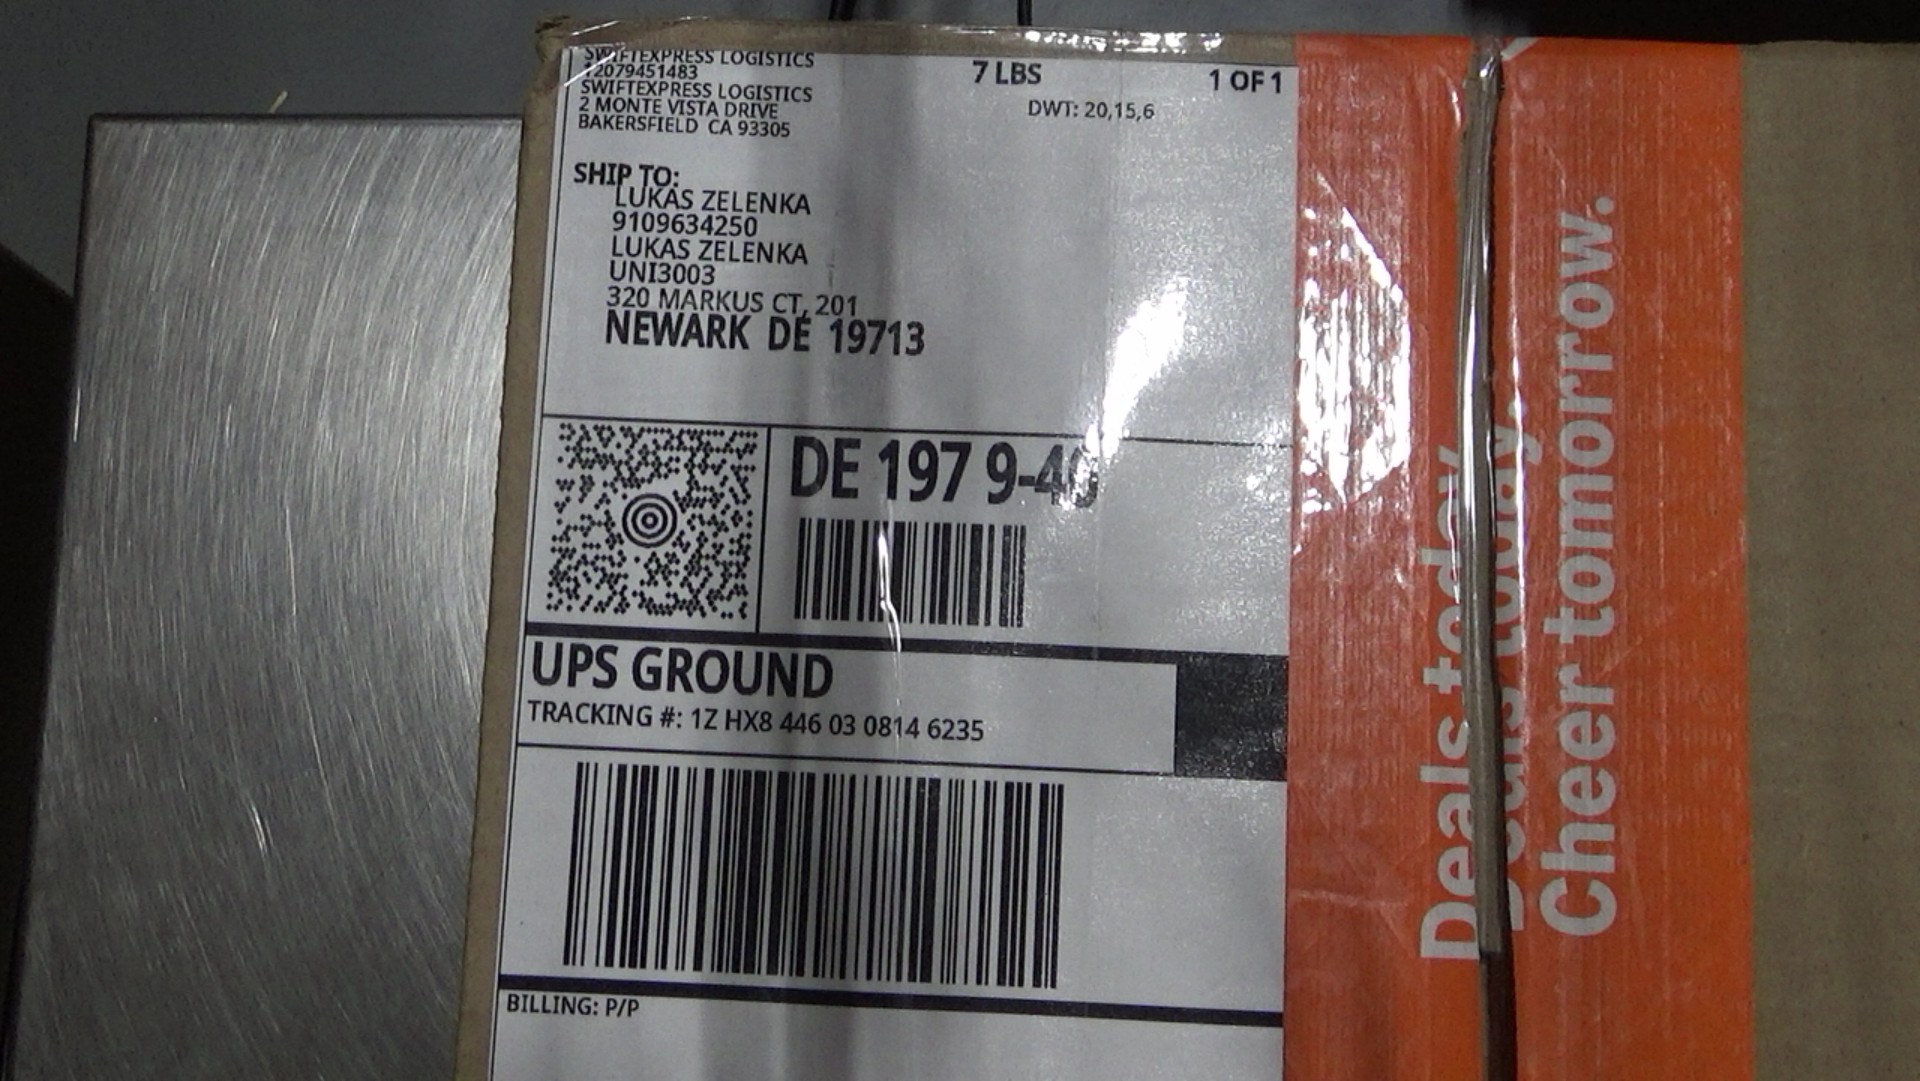 SWIFTEXPRESS LOGISTICS
12079451483
SWIFTEXPRESS LOGISTICS
2 MONTE VISTA DRIVE
BAKERSFIELD CA 93305
7 LBS
1 OF 1
DWT: 20,15,6
SHIP TO:
LUKAS ZELENKA
9109634250
LUKAS ZELENKA
UNI3003
320 MARKUS CT, 201
NEWARK DE 19713
DE 197 9-40
UPS GROUND
TRACKING #: 1Z HX8 446 03 0814 6235
BILLING: P/P
Deals today.
Cheer tomorrow.